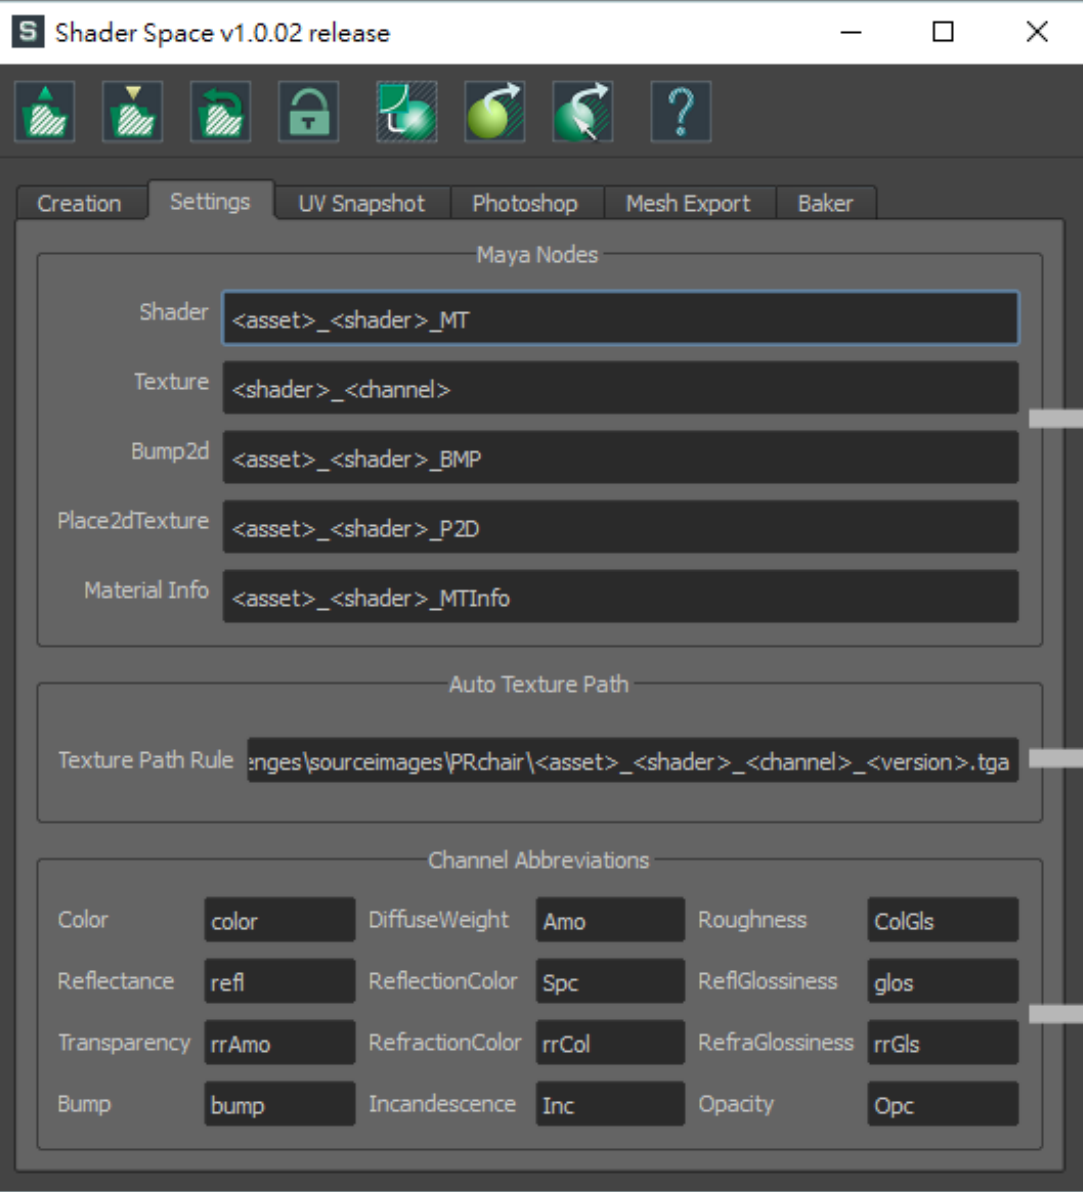 S Shader Space v1.0.02 release
?
Creation Settings UV Snapshot Photoshop Mesh Export Baker
Maya Nodes
Shader <asset>_<shader>_MT
Texture <shader>_<channel>
Bump2d <asset>_<shader>_BMP
Place2dTexture <asset>_<shader>_P2D
Material Info <asset>_<shader>_MTInfo
Auto Texture Path
Texture Path Rule enges\sourceimages\PRchair\<asset>_<shader>_<channel>_<version>.tga
Channel Abbreviations
Color color DiffuseWeight Amo Roughness ColGls
Reflectance refl ReflectionColor Spc ReflGlossiness glos
Transparency rrAmo RefractionColor rrCol RefraGlossiness rrGls
Bump bump Incandescence Inc Opacity Opc